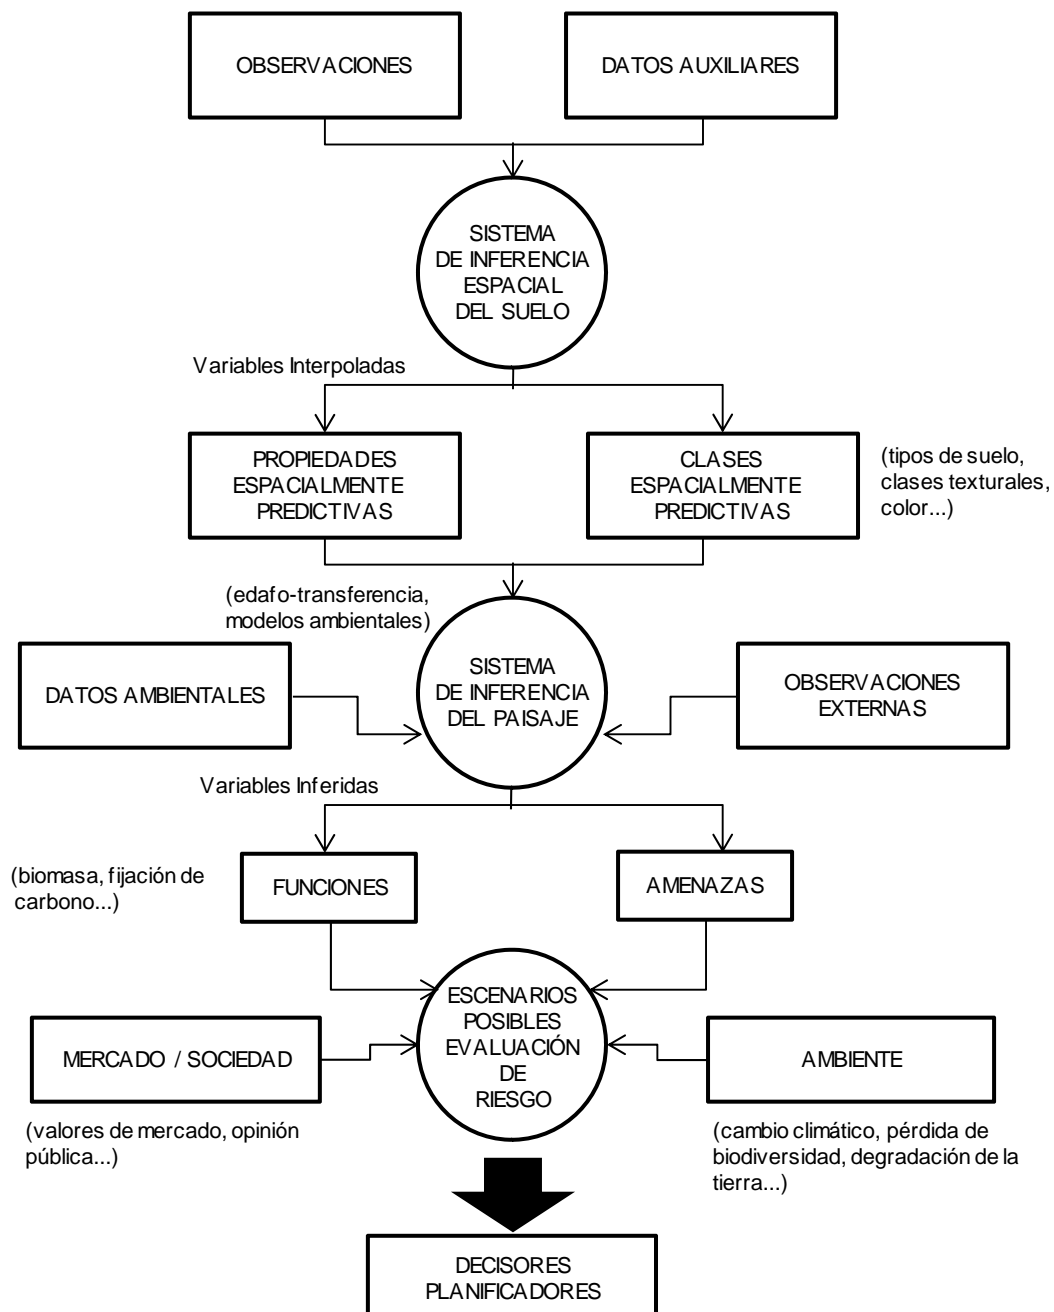 OBSERVACIONES
DATOS AUXILIARES
SISTEMA
DE INFERENCIA
ESPACIAL
DEL SUELO
Variables Interpoladas
PROPIEDADES
ESPACIALMENTE
PREDICTIVAS
CLASES
ESPACIALMENTE
PREDICTIVAS
(tipos de suelo,
clases texturales,
color...)
(edafo-transferencia,
modelos ambientales)
DATOS AMBIENTALES
SISTEMA
DE INFERENCIA
DEL PAISAJE
OBSERVACIONES
EXTERNAS
Variables Inferidas
(biomasa, fijación de
carbono...)
FUNCIONES
AMENAZAS
ESCENARIOS
POSIBLES
EVALUACIÓN
DE
RIESGO
MERCADO / SOCIEDAD
AMBIENTE
(valores de mercado, opinión
pública...)
(cambio climático, pérdida de
biodiversidad, degradación de la
tierra...)
DECISORES
PLANIFICADORES